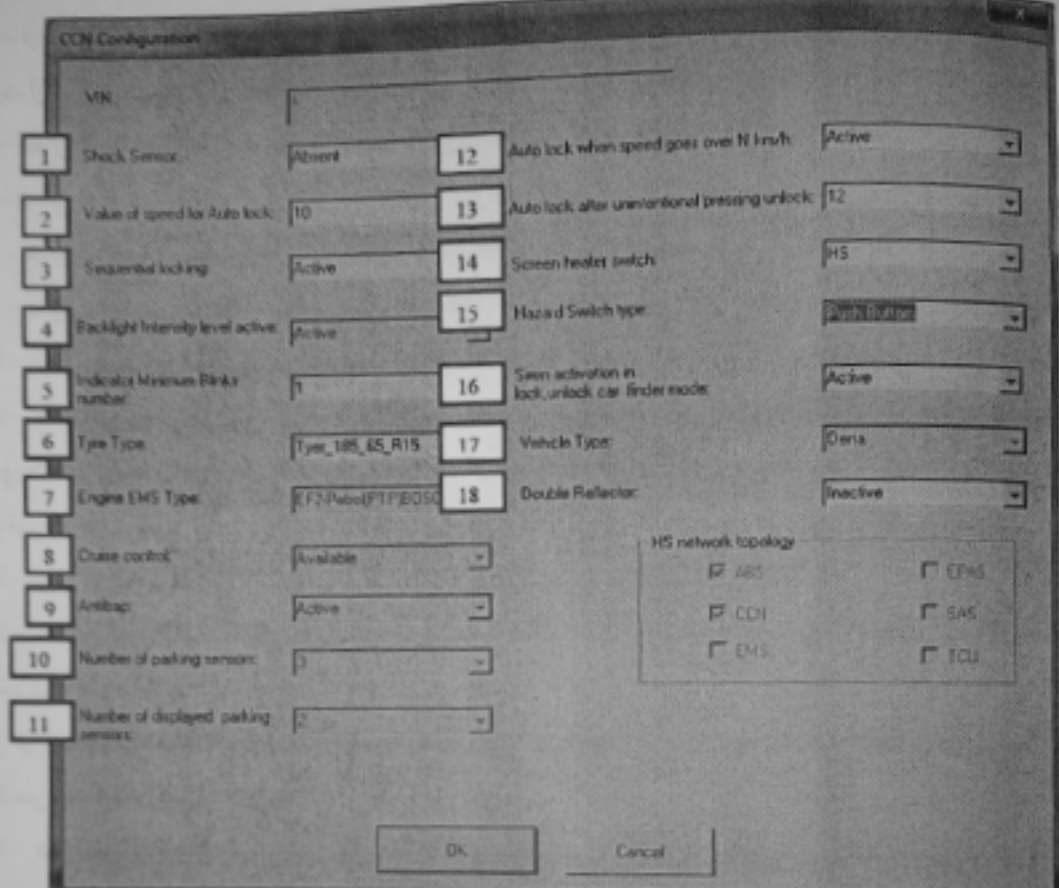 CCN Configuration
VIN:
1 Shock Sensor: Absent
2 Value of speed for Auto lock: 10
3 Sequential locking: Active
4 Backlight Intensity level active: Active
5 Indicator Minimum Blinks number: 1
6 Tyre Type: Tyer_185_65_R15
7 Engine EMS Type:
8 Cruise control: Available
9 Antitrap: Active
10 Number of parking sensors: 3
11 Number of displayed parking sensors: 2
12 Auto lock when speed goes over N km/h: Active
13 Auto lock after unintentional pressing unlock: 12
14 Screen heater switch: HS
15 Hazard Switch type: Push Button
16 Siren activation in
lock,unlock car finder mode: Active
17 Vehicle Type: Dena
18 Double Reflector: Inactive
HS network topology
ABS EPAS
CCN SAS
EMS TCU
OK Cancel